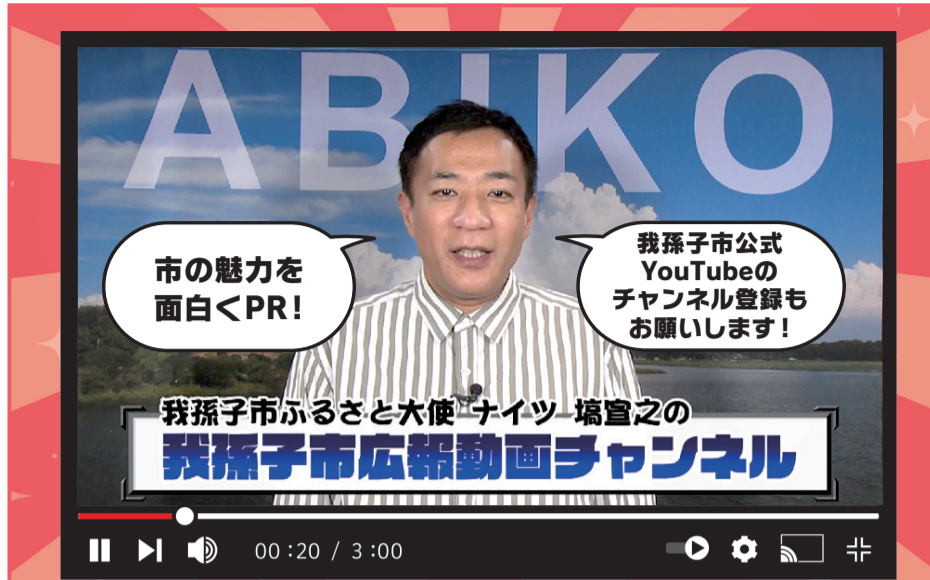 ABIKO
市の魅力を
面白くPR!
我孫子市公式
YouTubeの
チャンネル登録も
お願いします!
我孫子市ふるさと大使 ナイツ 塙宣之の
我孫子市広報動画チャンネル
00:20 / 3:00